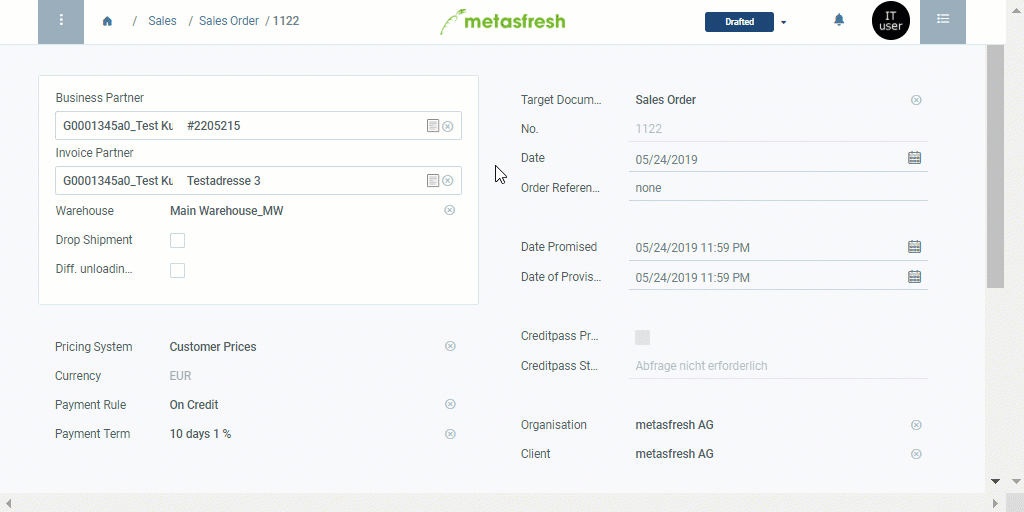 / Sales / Sales Order / 1122
metasfresh
Drafted
IT
user
Business Partner
G0001345a0_Test Ku #2205215
Invoice Partner
G0001345a0_Test Ku Testadresse 3
Warehouse Main Warehouse_MW
Drop Shipment
Diff. unloadin...
Pricing System Customer Prices
Currency EUR
Payment Rule On Credit
Payment Term 10 days 1 %
Target Docum... Sales Order
No. 1122
Date 05/24/2019
Order Referen... none
Date Promised 05/24/2019 11:59 PM
Date of Provis... 05/24/2019 11:59 PM
Creditpass Pr...
Creditpass St... Abfrage nicht erforderlich
Organisation metasfresh AG
Client metasfresh AG